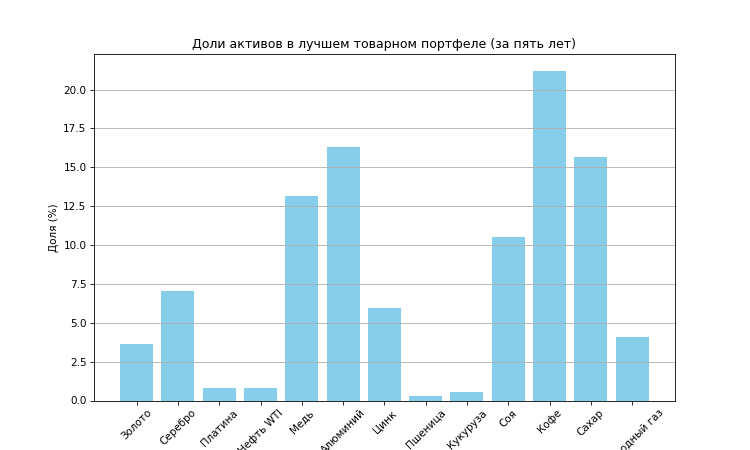 Доли активов в лучшем товарном портфеле (за пять лет)
Доля (%)
20.0
17.5
15.0
12.5
10.0
7.5
5.0
2.5
0.0
Золото
Серебро
Платина
Нефть WTI
Медь
Алюминий
Цинк
Пшеница
Кукуруза
Соя
Кофе
Сахар
одный газ